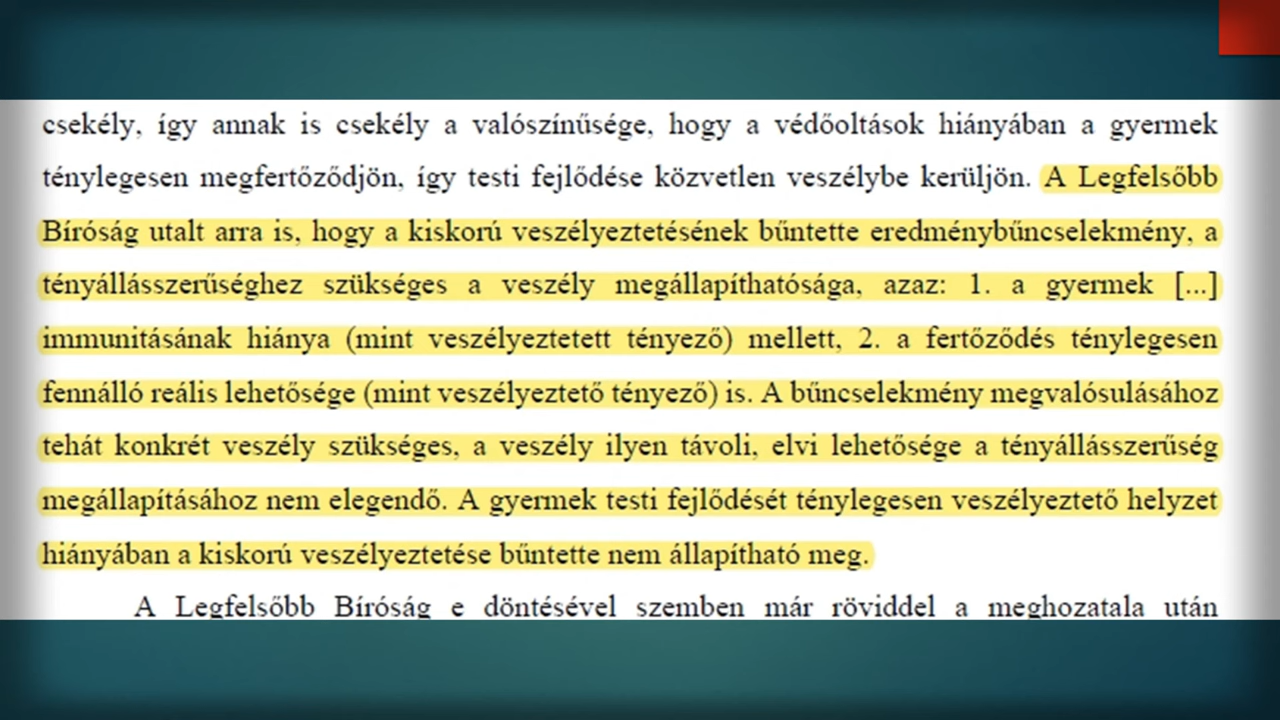 csekély, így annak is csekély a valószínűsége, hogy a védőoltások hiányában a gyermek
ténylegesen megfertőződjön, így testi fejlődése közvetlen veszélybe kerüljön. A Legfelsőbb
Bíróság utalt arra is, hogy a kiskorú veszélyeztetésének bűntette eredménybűncselekmény, a
tényállásszerűséghez szükséges a veszély megállapíthatósága, azaz: 1. a gyermek [...]
immunitásának hiánya (mint veszélyeztetett tényező) mellett, 2. a fertőződés ténylegesen
fennálló reális lehetősége (mint veszélyeztető tényező) is. A bűncselekmény megvalósulásához
tehát konkrét veszély szükséges, a veszély ilyen távoli, elvi lehetősége a tényállásszerűség
megállapításához nem elegendő. A gyermek testi fejlődését ténylegesen veszélyeztető helyzet
hiányában a kiskorú veszélyeztetése bűntette nem állapítható meg.
A Legfelsőbb Bíróság e döntésével szemben már röviddel a meghozatala után